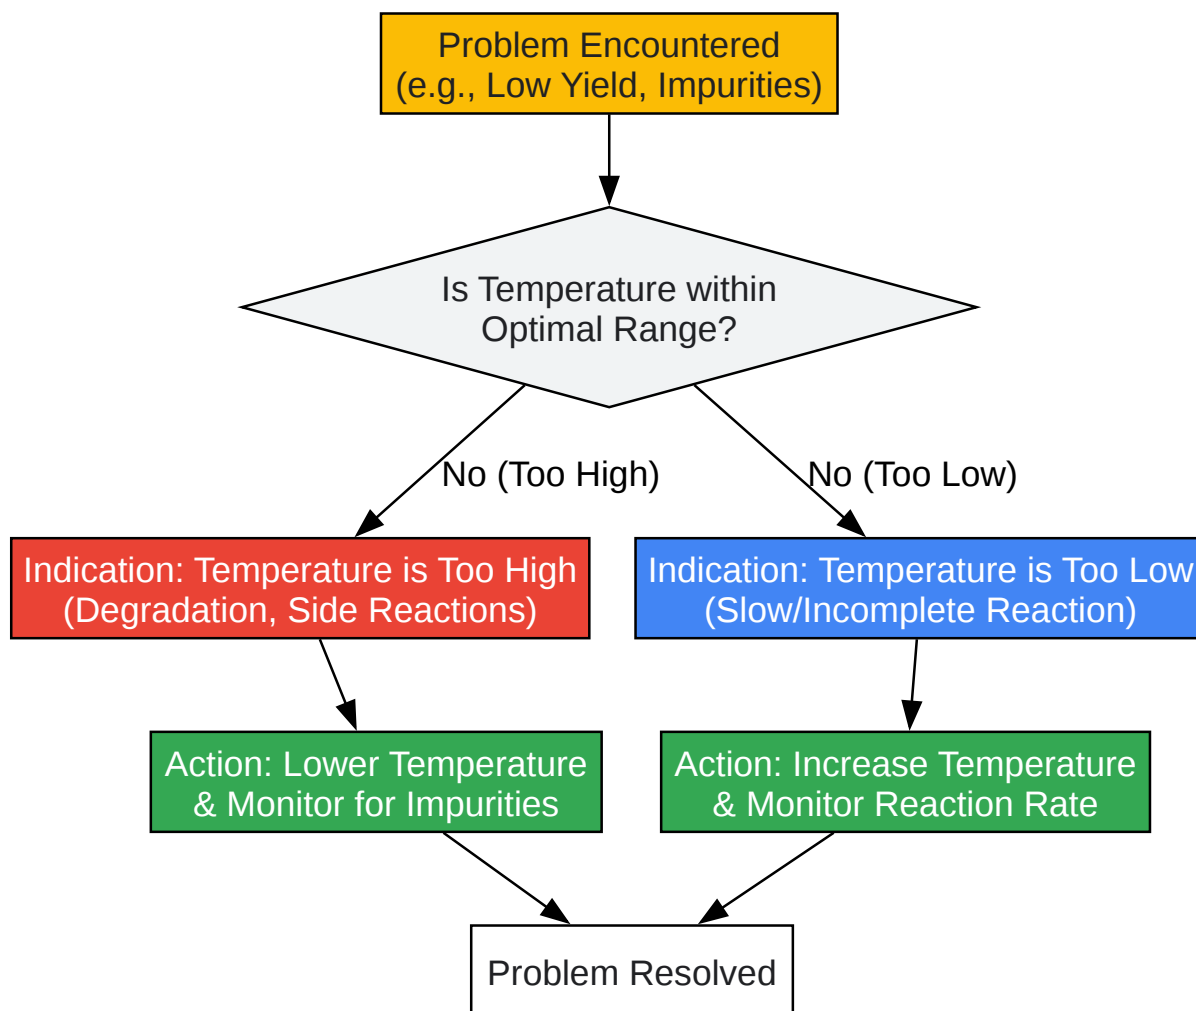 Problem Encountered
(e.g., Low Yield, Impurities)
Is Temperature within
Optimal Range?
No (Too High)
No (Too Low)
Indication: Temperature is Too High
(Degradation, Side Reactions)
Indication: Temperature is Too Low
(Slow/Incomplete Reaction)
Action: Lower Temperature
& Monitor for Impurities
Action: Increase Temperature
& Monitor Reaction Rate
Problem Resolved